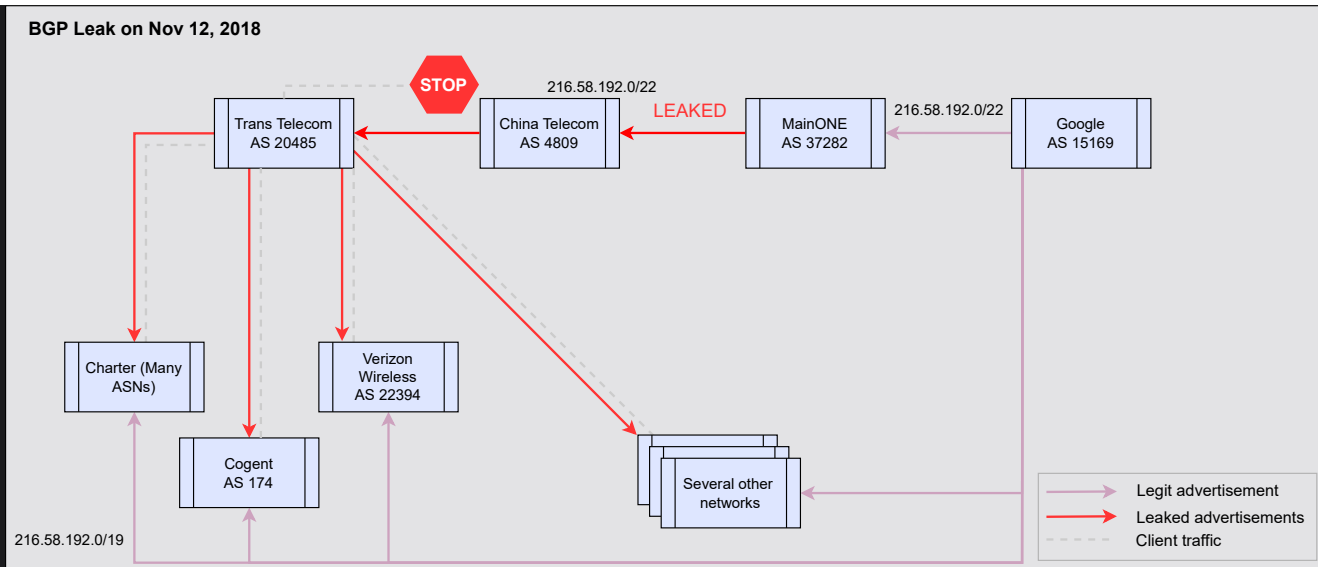 BGP Leak on Nov 12, 2018
STOP
216.58.192.0/22
LEAKED
216.58.192.0/22
Trans Telecom
AS 20485
China Telecom
AS 4809
MainONE
AS 37282
Google
AS 15169
Charter (Many
ASNs)
Verizon
Wireless
AS 22394
Cogent
AS 174
Several other
networks
216.58.192.0/19
Legit advertisement
Leaked advertisements
Client traffic